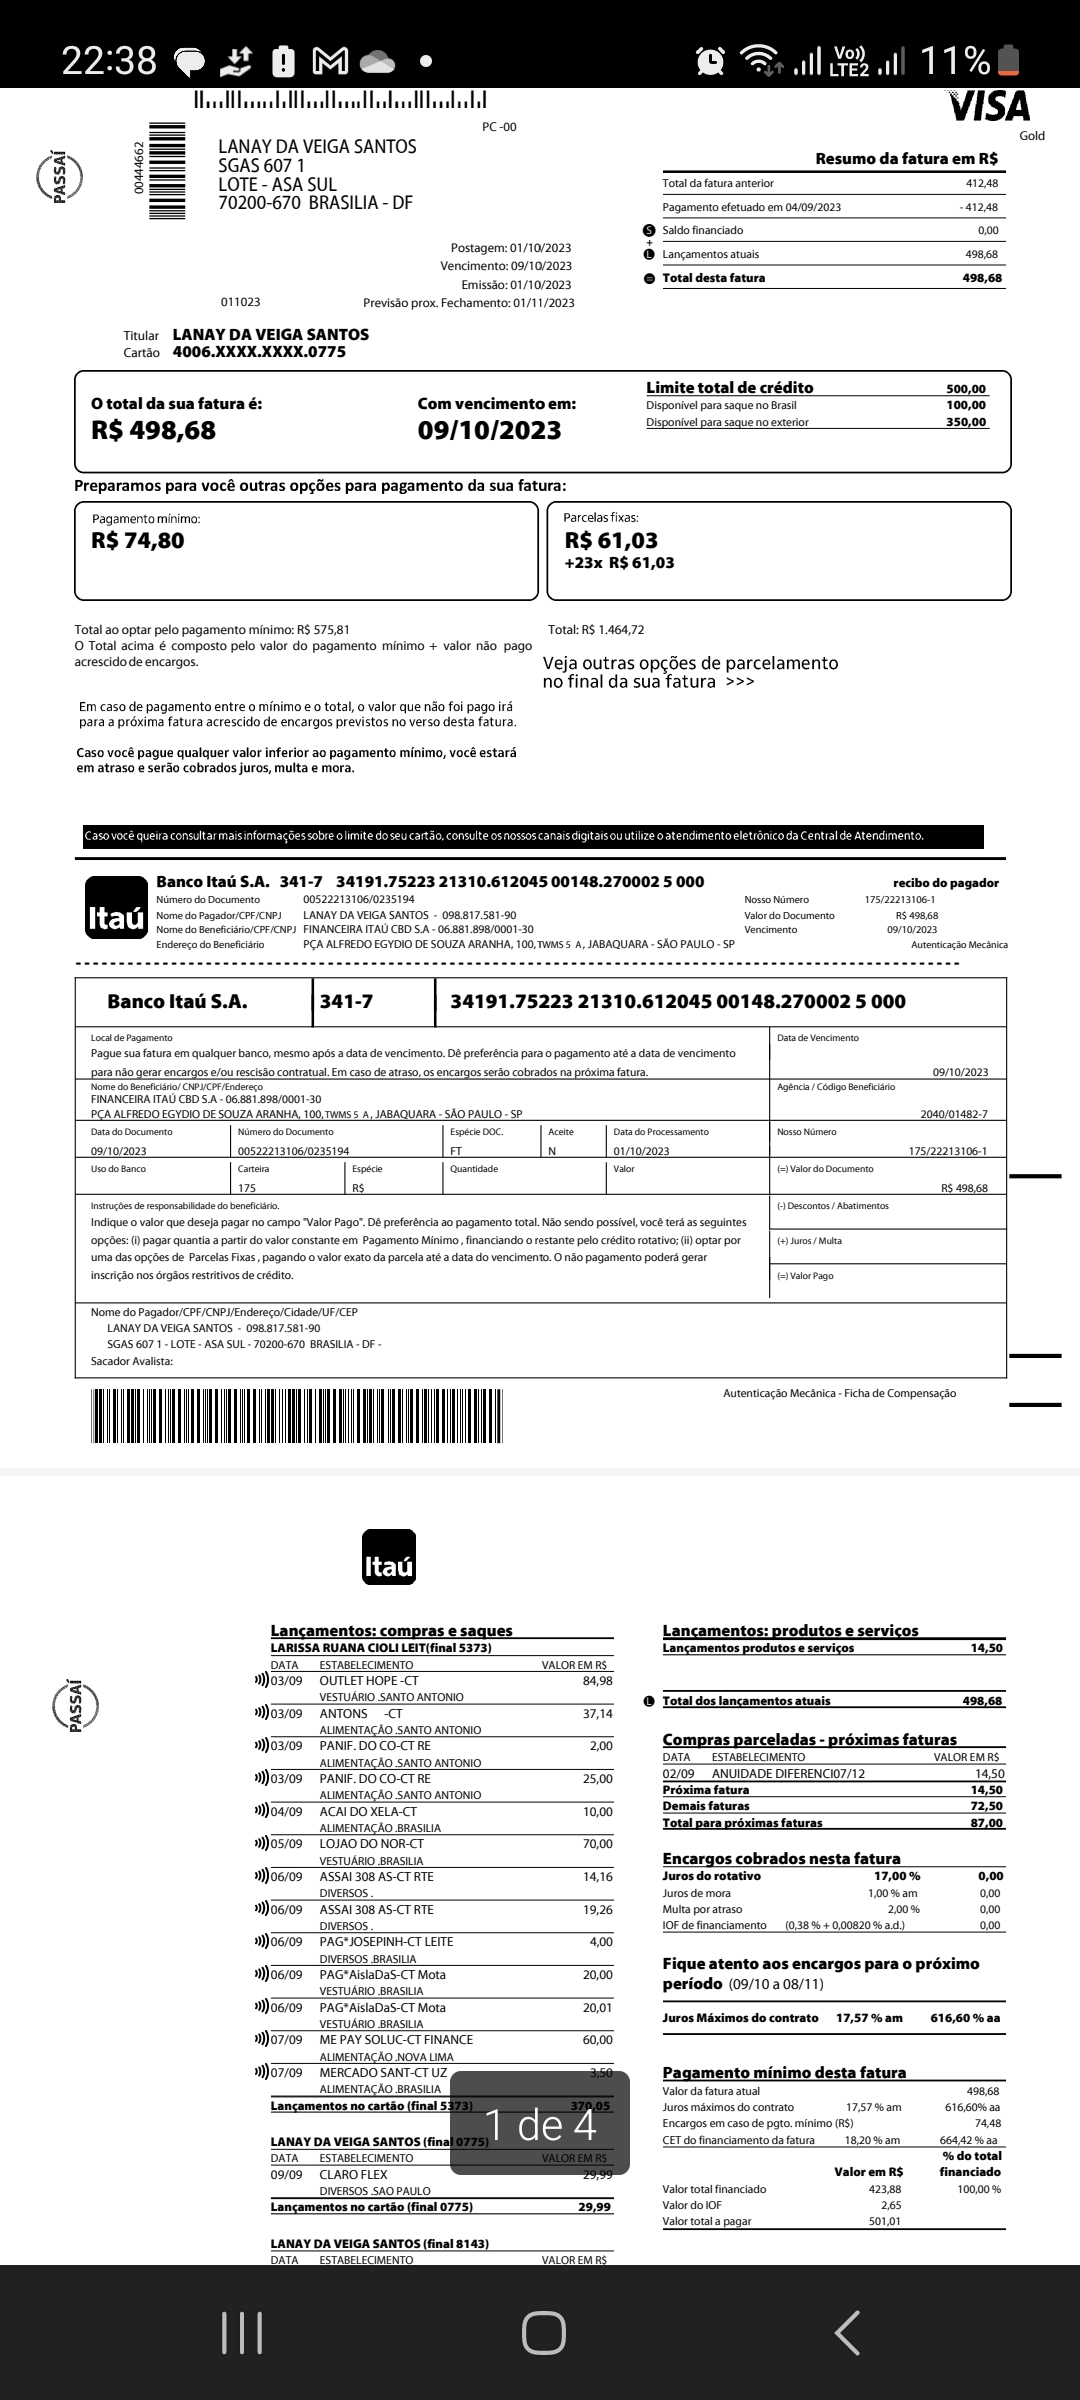 22:38
Vo))
LTE2
11%
VISA
Gold
PC -00
PASSAÍ
00444662
LANAY DA VEIGA SANTOS
SGAS 607 1
LOTE - ASA SUL
70200-670 BRASILIA - DF
Resumo da fatura em R$
Total da fatura anterior 412,48
Pagamento efetuado em 04/09/2023 - 412,48
S Saldo financiado 0,00
+
L Lançamentos atuais 498,68
= Total desta fatura 498,68
Postagem: 01/10/2023
Vencimento: 09/10/2023
Emissão: 01/10/2023
011023 Previsão prox. Fechamento: 01/11/2023
Titular LANAY DA VEIGA SANTOS
Cartão 4006.XXXX.XXXX.0775
O total da sua fatura é:
R$ 498,68
Com vencimento em:
09/10/2023
Limite total de crédito 500,00
Disponível para saque no Brasil 100,00
Disponível para saque no exterior 350,00
Preparamos para você outras opções para pagamento da sua fatura:
Pagamento mínimo:
R$ 74,80
Parcelas fixas:
R$ 61,03
+23x R$ 61,03
Total ao optar pelo pagamento mínimo: R$ 575,81
O Total acima é composto pelo valor do pagamento mínimo + valor não pago
acrescido de encargos.
Total: R$ 1.464,72
Veja outras opções de parcelamento
no final da sua fatura >>>
Em caso de pagamento entre o mínimo e o total, o valor que não foi pago irá
para a próxima fatura acrescido de encargos previstos no verso desta fatura.
Caso você pague qualquer valor inferior ao pagamento mínimo, você estará
em atraso e serão cobrados juros, multa e mora.
Caso você queira consultar mais informações sobre o limite do seu cartão, consulte os nossos canais digitais ou utilize o atendimento eletrônico da Central de Atendimento.
Itaú
Banco Itaú S.A. 341-7 34191.75223 21310.612045 00148.270002 5 000 recibo do pagador
Número do Documento 00522213106/0235194 Nosso Número 175/22213106-1
Nome do Pagador/CPF/CNPJ LANAY DA VEIGA SANTOS - 098.817.581-90 Valor do Documento R$ 498,68
Nome do Beneficiário/CPF/CNPJ FINANCEIRA ITAÚ CBD S.A - 06.881.898/0001-30 Vencimento 09/10/2023
Endereço do Beneficiário PÇA ALFREDO EGYDIO DE SOUZA ARANHA, 100, TWMS 5 A , JABAQUARA - SÃO PAULO - SP Autenticação Mecânica
Banco Itaú S.A. 341-7 34191.75223 21310.612045 00148.270002 5 000
Local de Pagamento Data de Vencimento
Pague sua fatura em qualquer banco, mesmo após a data de vencimento. Dê preferência para o pagamento até a data de vencimento
para não gerar encargos e/ou rescisão contratual. Em caso de atraso, os encargos serão cobrados na próxima fatura. 09/10/2023
Nome do Beneficiário/ CNPJ/CPF/Endereço Agência / Código Beneficiário
FINANCEIRA ITAÚ CBD S.A - 06.881.898/0001-30
PÇA ALFREDO EGYDIO DE SOUZA ARANHA, 100, TWMS 5 A , JABAQUARA - SÃO PAULO - SP 2040/01482-7
Data do Documento Número do Documento Espécie DOC. Aceite Data do Processamento Nosso Número
09/10/2023 00522213106/0235194 FT N 01/10/2023 175/22213106-1
Uso do Banco Carteira Espécie Quantidade Valor (=) Valor do Documento
175 R$ R$ 498,68
Instruções de responsabilidade do beneficiário. (-) Descontos / Abatimentos
Indique o valor que deseja pagar no campo "Valor Pago". Dê preferência ao pagamento total. Não sendo possível, você terá as seguintes
opções: (i) pagar quantia a partir do valor constante em Pagamento Mínimo , financiando o restante pelo crédito rotativo; (ii) optar por (+) Juros / Multa
uma das opções de Parcelas Fixas , pagando o valor exato da parcela até a data do vencimento. O não pagamento poderá gerar
inscrição nos órgãos restritivos de crédito. (=) Valor Pago
Nome do Pagador/CPF/CNPJ/Endereço/Cidade/UF/CEP
LANAY DA VEIGA SANTOS - 098.817.581-90
SGAS 607 1 - LOTE - ASA SUL - 70200-670 BRASILIA - DF -
Sacador Avalista:
Autenticação Mecânica - Ficha de Compensação
Itaú
PASSAÍ
Lançamentos: compras e saques
LARISSA RUANA CIOLI LEIT(final 5373)
DATA ESTABELECIMENTO VALOR EM R$
03/09 OUTLET HOPE -CT 84,98
VESTUÁRIO .SANTO ANTONIO
03/09 ANTONS -CT 37,14
ALIMENTAÇÃO .SANTO ANTONIO
03/09 PANIF. DO CO-CT RE 2,00
ALIMENTAÇÃO .SANTO ANTONIO
03/09 PANIF. DO CO-CT RE 25,00
ALIMENTAÇÃO .SANTO ANTONIO
04/09 ACAI DO XELA-CT 10,00
ALIMENTAÇÃO .BRASILIA
05/09 LOJAO DO NOR-CT 70,00
VESTUÁRIO .BRASILIA
06/09 ASSAI 308 AS-CT RTE 14,16
DIVERSOS .
06/09 ASSAI 308 AS-CT RTE 19,26
DIVERSOS .
06/09 PAG*JOSEPINH-CT LEITE 4,00
DIVERSOS .BRASILIA
06/09 PAG*AislaDaS-CT Mota 20,00
VESTUÁRIO .BRASILIA
06/09 PAG*AislaDaS-CT Mota 20,01
VESTUÁRIO .BRASILIA
07/09 ME PAY SOLUC-CT FINANCE 60,00
ALIMENTAÇÃO .NOVA LIMA
07/09 MERCADO SANT-CT UZ 3,50
ALIMENTAÇÃO .BRASILIA
Lançamentos no cartão (final 5373) 370,05
1 de 4
LANAY DA VEIGA SANTOS (final 0775)
DATA ESTABELECIMENTO VALOR EM R$
09/09 CLARO FLEX 29,99
DIVERSOS .SAO PAULO
Lançamentos no cartão (final 0775) 29,99
LANAY DA VEIGA SANTOS (final 8143)
DATA ESTABELECIMENTO VALOR EM R$
Lançamentos: produtos e serviços
Lançamentos produtos e serviços 14,50
L Total dos lançamentos atuais 498,68
Compras parceladas - próximas faturas
DATA ESTABELECIMENTO VALOR EM R$
02/09 ANUIDADE DIFERENCI07/12 14,50
Próxima fatura 14,50
Demais faturas 72,50
Total para próximas faturas 87,00
Encargos cobrados nesta fatura
Juros do rotativo 17,00 % 0,00
Juros de mora 1,00 % am 0,00
Multa por atraso 2,00 % 0,00
IOF de financiamento (0,38 % + 0,00820 % a.d.) 0,00
Fique atento aos encargos para o próximo
período (09/10 a 08/11)
Juros Máximos do contrato 17,57 % am 616,60 % aa
Pagamento mínimo desta fatura
Valor da fatura atual 498,68
Juros máximos do contrato 17,57 % am 616,60% aa
Encargos em caso de pgto. mínimo (R$) 74,48
CET do financiamento da fatura 18,20 % am 664,42 % aa
Valor em R$ % do total financiado
Valor total financiado 423,88 100,00 %
Valor do IOF 2,65
Valor total a pagar 501,01